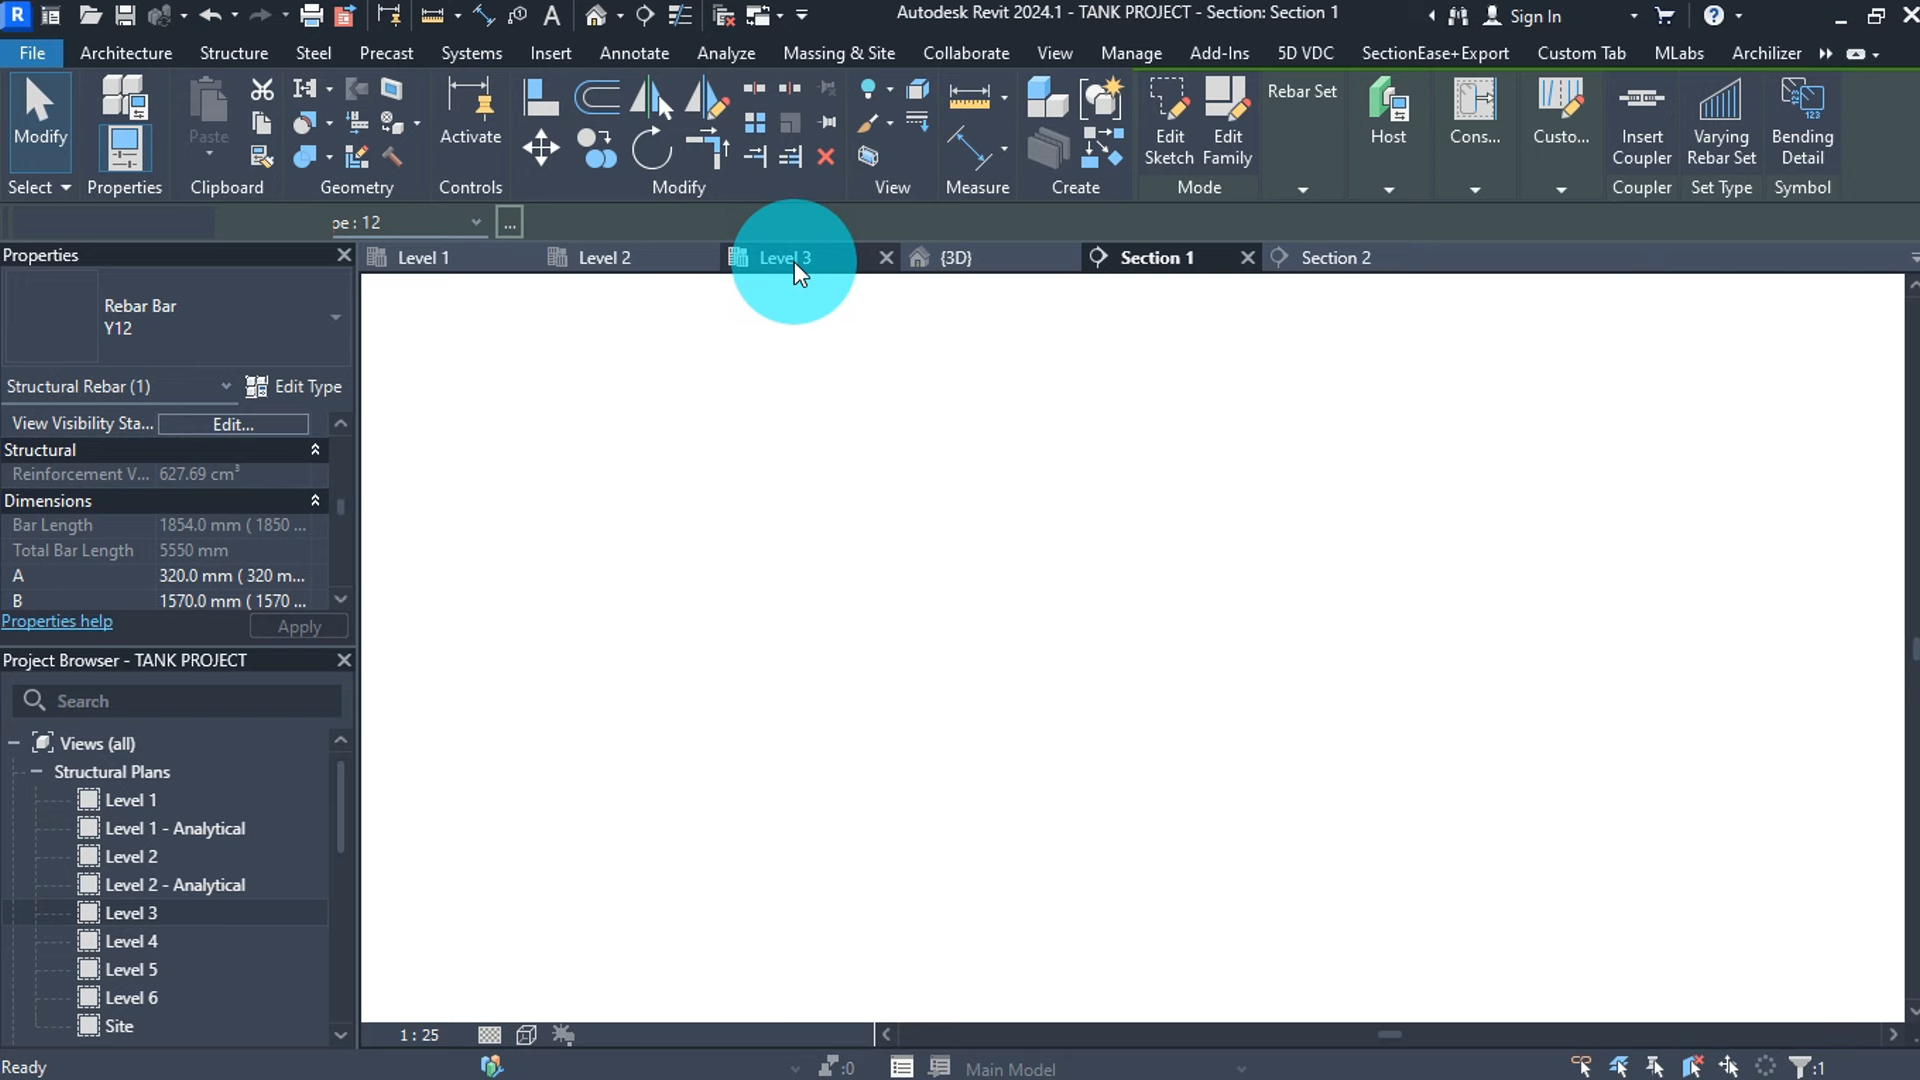 Autodesk Revit 2024.1 - TANK PROJECT - Section: Section 1
Sign In
File Architecture Structure Steel Precast Systems Insert Annotate Analyze Massing & Site Collaborate View Manage Add-Ins 5D VDC SectionEase+Export Custom Tab MLabs Archilizer
Modify
Paste
Activate
Edit Sketch
Edit Family
Rebar Set
Host
Cons...
Custo...
Insert Coupler
Varying Rebar Set
Bending Detail
Select Properties Clipboard Geometry Controls Modify View Measure Create Mode Coupler Set Type Symbol
pe : 12
...
Properties
Level 1
Level 2
Level 3
{3D}
Section 1
Section 2
Rebar Bar
Y12
Structural Rebar (1)
Edit Type
View Visibility Sta... Edit...
Structural
Reinforcement V... 627.69 cm³
Dimensions
Bar Length 1854.0 mm ( 1850 ...
Total Bar Length 5550 mm
A 320.0 mm ( 320 m...
B 1570.0 mm ( 1570 ...
Properties help
Apply
Project Browser - TANK PROJECT
Search
Views (all)
Structural Plans
Level 1
Level 1 - Analytical
Level 2
Level 2 - Analytical
Level 3
Level 4
Level 5
Level 6
Site
1 : 25
Ready
:0
Main Model
:1